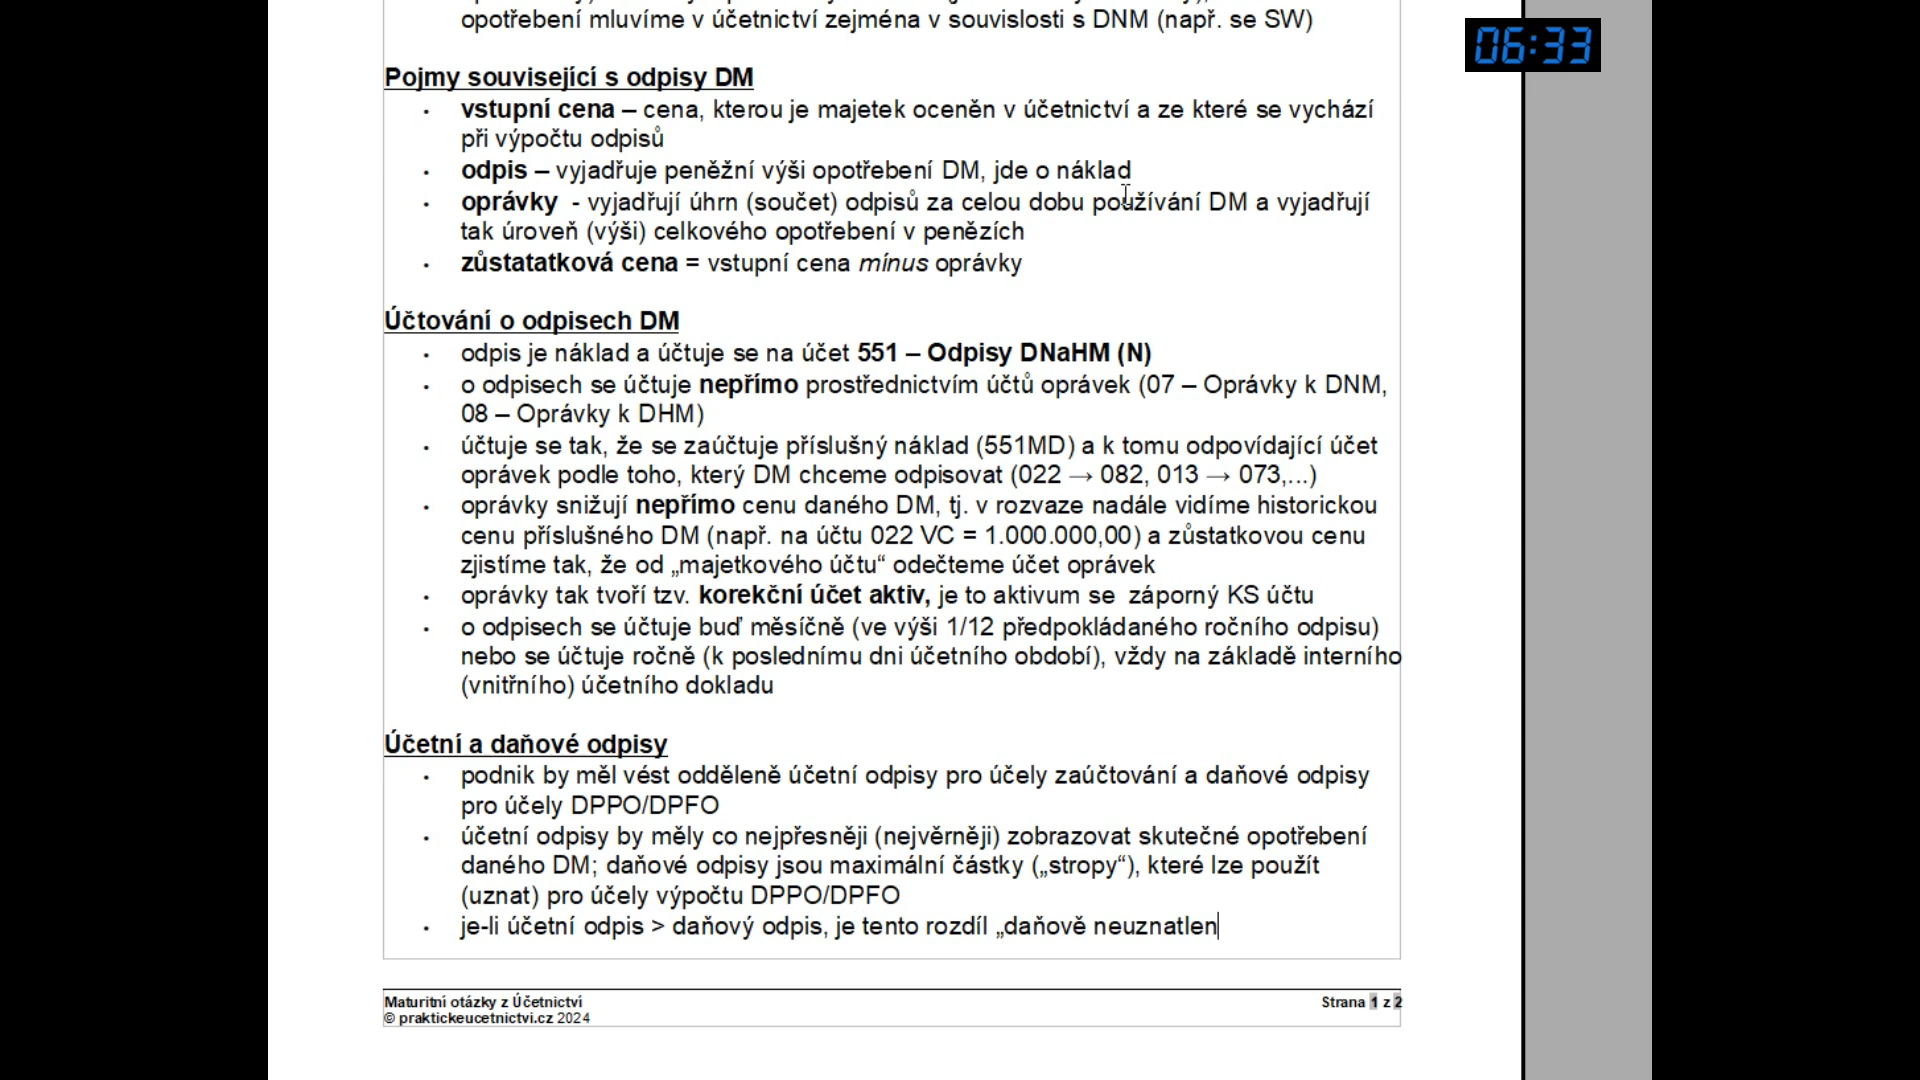 opotřebení mluvíme v účetnictví zejména v souvislosti s DNM (např. se SW)
06:33
Pojmy související s odpisy DM
• vstupní cena – cena, kterou je majetek oceněn v účetnictví a ze které se vychází
při výpočtu odpisů
• odpis – vyjadřuje peněžní výši opotřebení DM, jde o náklad
• oprávky - vyjadřují úhrn (součet) odpisů za celou dobu používání DM a vyjadřují
tak úroveň (výši) celkového opotřebení v penězích
• zůstatatková cena = vstupní cena mínus oprávky
Účtování o odpisech DM
• odpis je náklad a účtuje se na účet 551 – Odpisy DNaHM (N)
• o odpisech se účtuje nepřímo prostřednictvím účtů oprávek (07 – Oprávky k DNM,
08 – Oprávky k DHM)
• účtuje se tak, že se zaúčtuje příslušný náklad (551MD) a k tomu odpovídající účet
oprávek podle toho, který DM chceme odpisovat (022 → 082, 013 → 073,...)
• oprávky snižují nepřímo cenu daného DM, tj. v rozvaze nadále vidíme historickou
cenu příslušného DM (např. na účtu 022 VC = 1.000.000,00) a zůstatkovou cenu
zjistíme tak, že od „majetkového účtu“ odečteme účet oprávek
• oprávky tak tvoří tzv. korekční účet aktiv, je to aktivum se záporný KS účtu
• o odpisech se účtuje buď měsíčně (ve výši 1/12 předpokládaného ročního odpisu)
nebo se účtuje ročně (k poslednímu dni účetního období), vždy na základě interního
(vnitřního) účetního dokladu
Účetní a daňové odpisy
• podnik by měl vést odděleně účetní odpisy pro účely zaúčtování a daňové odpisy
pro účely DPPO/DPFO
• účetní odpisy by měly co nejpřesněji (nejvěrněji) zobrazovat skutečné opotřebení
daného DM; daňové odpisy jsou maximální částky („stropy“), které lze použít
(uznat) pro účely výpočtu DPPO/DPFO
• je-li účetní odpis > daňový odpis, je tento rozdíl „daňově neuznatlen
Maturitní otázky z Účetnictví
Strana 1 z 2
© praktickeucetnictvi.cz 2024